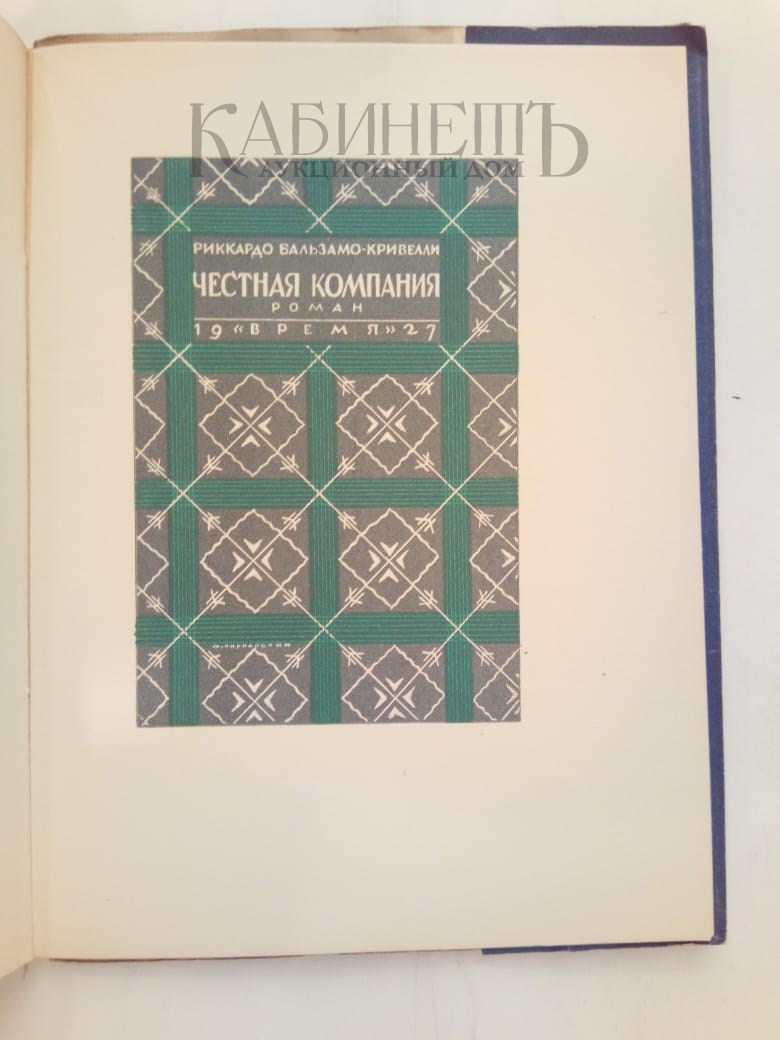 КАБИНЕТЪ
АУКЦИОННЫЙ ДОМ
РИККАРДО БАЛЬЗАМО-КРИВЕЛЛИ
ЧЕСТНАЯ КОМПАНИЯ
РОМАН
19 «ВРЕМЯ» 27